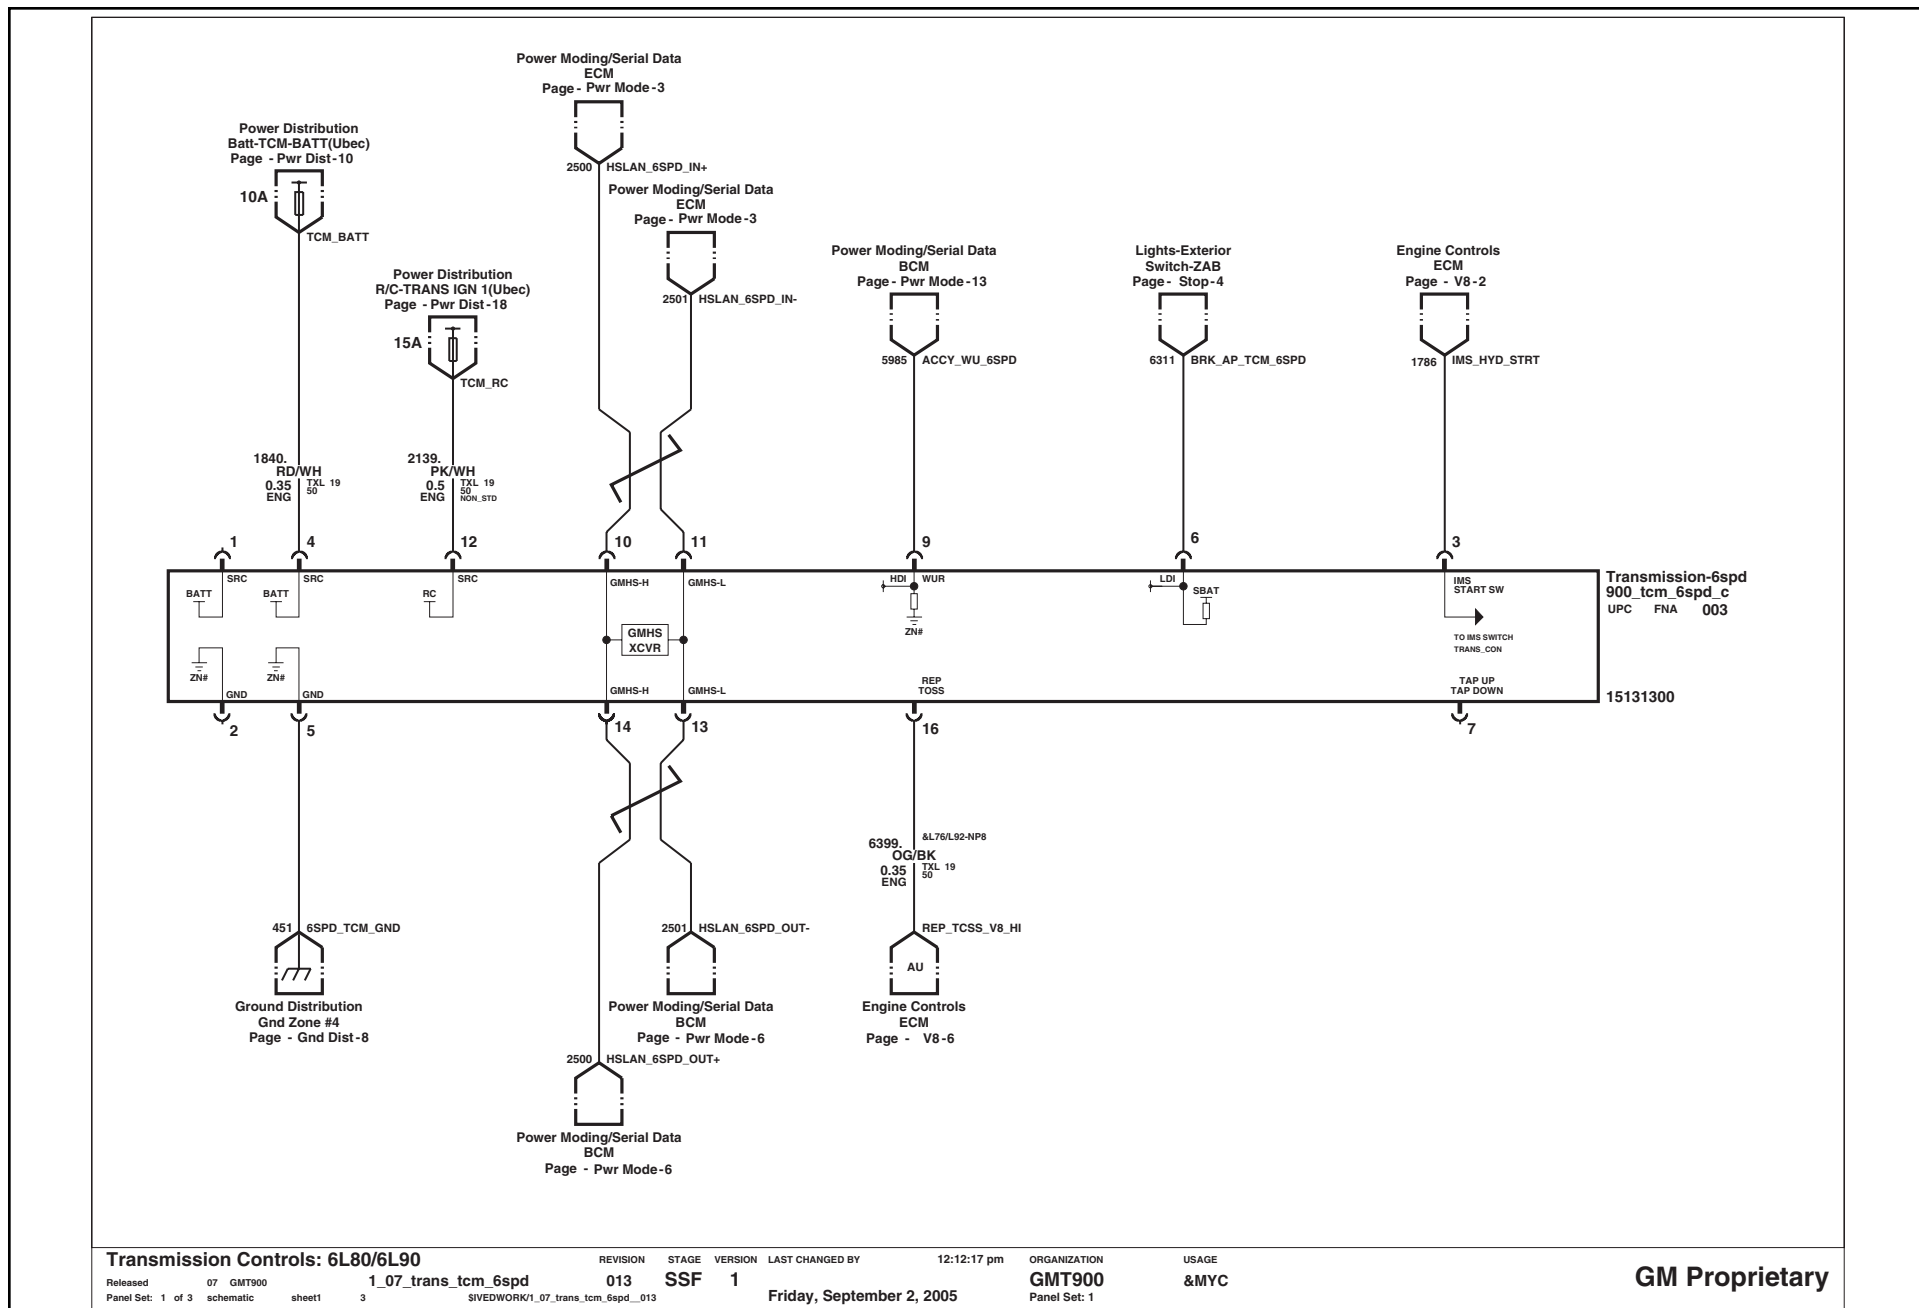 Power Moding/Serial Data
ECM
Page - Pwr Mode-3
2500 HSLAN_6SPD_IN+
Power Distribution
Batt-TCM-BATT(Ubec)
Page - Pwr Dist-10
10A
TCM_BATT
Power Moding/Serial Data
ECM
Page - Pwr Mode-3
2501 HSLAN_6SPD_IN-
Power Distribution
R/C-TRANS IGN 1(Ubec)
Page - Pwr Dist-18
15A
TCM_RC
Power Moding/Serial Data
BCM
Page - Pwr Mode-13
5985 ACCY_WU_6SPD
Lights-Exterior
Switch-ZAB
Page - Stop-4
6311 BRK_AP_TCM_6SPD
Engine Controls
ECM
Page - V8-2
1786 IMS_HYD_STRT
1840.
RD/WH
0.35 TXL 19
ENG 50
2139.
PK/WH
0.5 TXL 19
50
ENG NON_STD
1 4 12 10 11 9 6 3
SRC SRC SRC GMHS-H GMHS-L HDI WUR LDI IMS
START SW
BATT BATT RC SBAT
ZN#
GMHS
XCVR
TO IMS SWITCH
TRANS_CON
ZN# ZN#
GND GND GMHS-H GMHS-L
REP
TOSS
TAP UP
TAP DOWN
Transmission-6spd
900_tcm_6spd_c
UPC FNA 003
15131300
2 5 14 13 16 7
&L76/L92-NP8
6399.
OG/BK
0.35 TXL 19
ENG 50
451 6SPD_TCM_GND
Ground Distribution
Gnd Zone #4
Page - Gnd Dist-8
2501 HSLAN_6SPD_OUT-
Power Moding/Serial Data
BCM
Page - Pwr Mode-6
REP_TCSS_V8_HI
AU
Engine Controls
ECM
Page - V8-6
2500 HSLAN_6SPD_OUT+
Power Moding/Serial Data
BCM
Page - Pwr Mode-6
Transmission Controls: 6L80/6L90 REVISION STAGE VERSION LAST CHANGED BY 12:12:17 pm ORGANIZATION USAGE
Released 07 GMT900 1_07_trans_tcm_6spd 013 SSF 1 GMT900 &MYC GM Proprietary
Panel Set: 1 of 3 schematic sheet1 3 $IVEDWORK/1_07_trans_tcm_6spd__013 Friday, September 2, 2005 Panel Set: 1